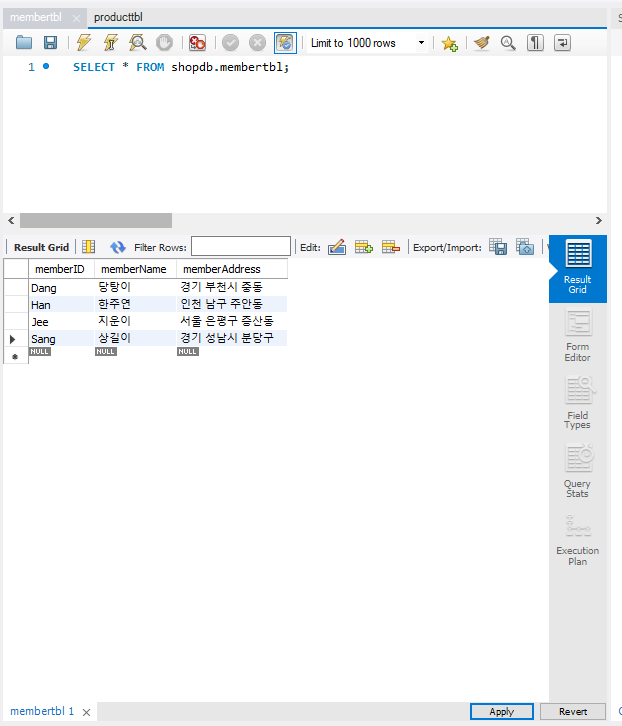 membertbl producttbl
Limit to 1000 rows
1 SELECT * FROM shopdb.membertbl;
Result Grid Filter Rows: Edit: Export/Import:
memberID memberName memberAddress
Dang 당탕이 경기 부천시 중동
Han 한주연 인천 남구 주안동
Jee 지운이 서울 은평구 증산동
Sang 상길이 경기 성남시 분당구
NULL NULL NULL
Result
Grid
Form
Editor
Field
Types
Query
Stats
Execution
Plan
membertbl 1 Apply Revert